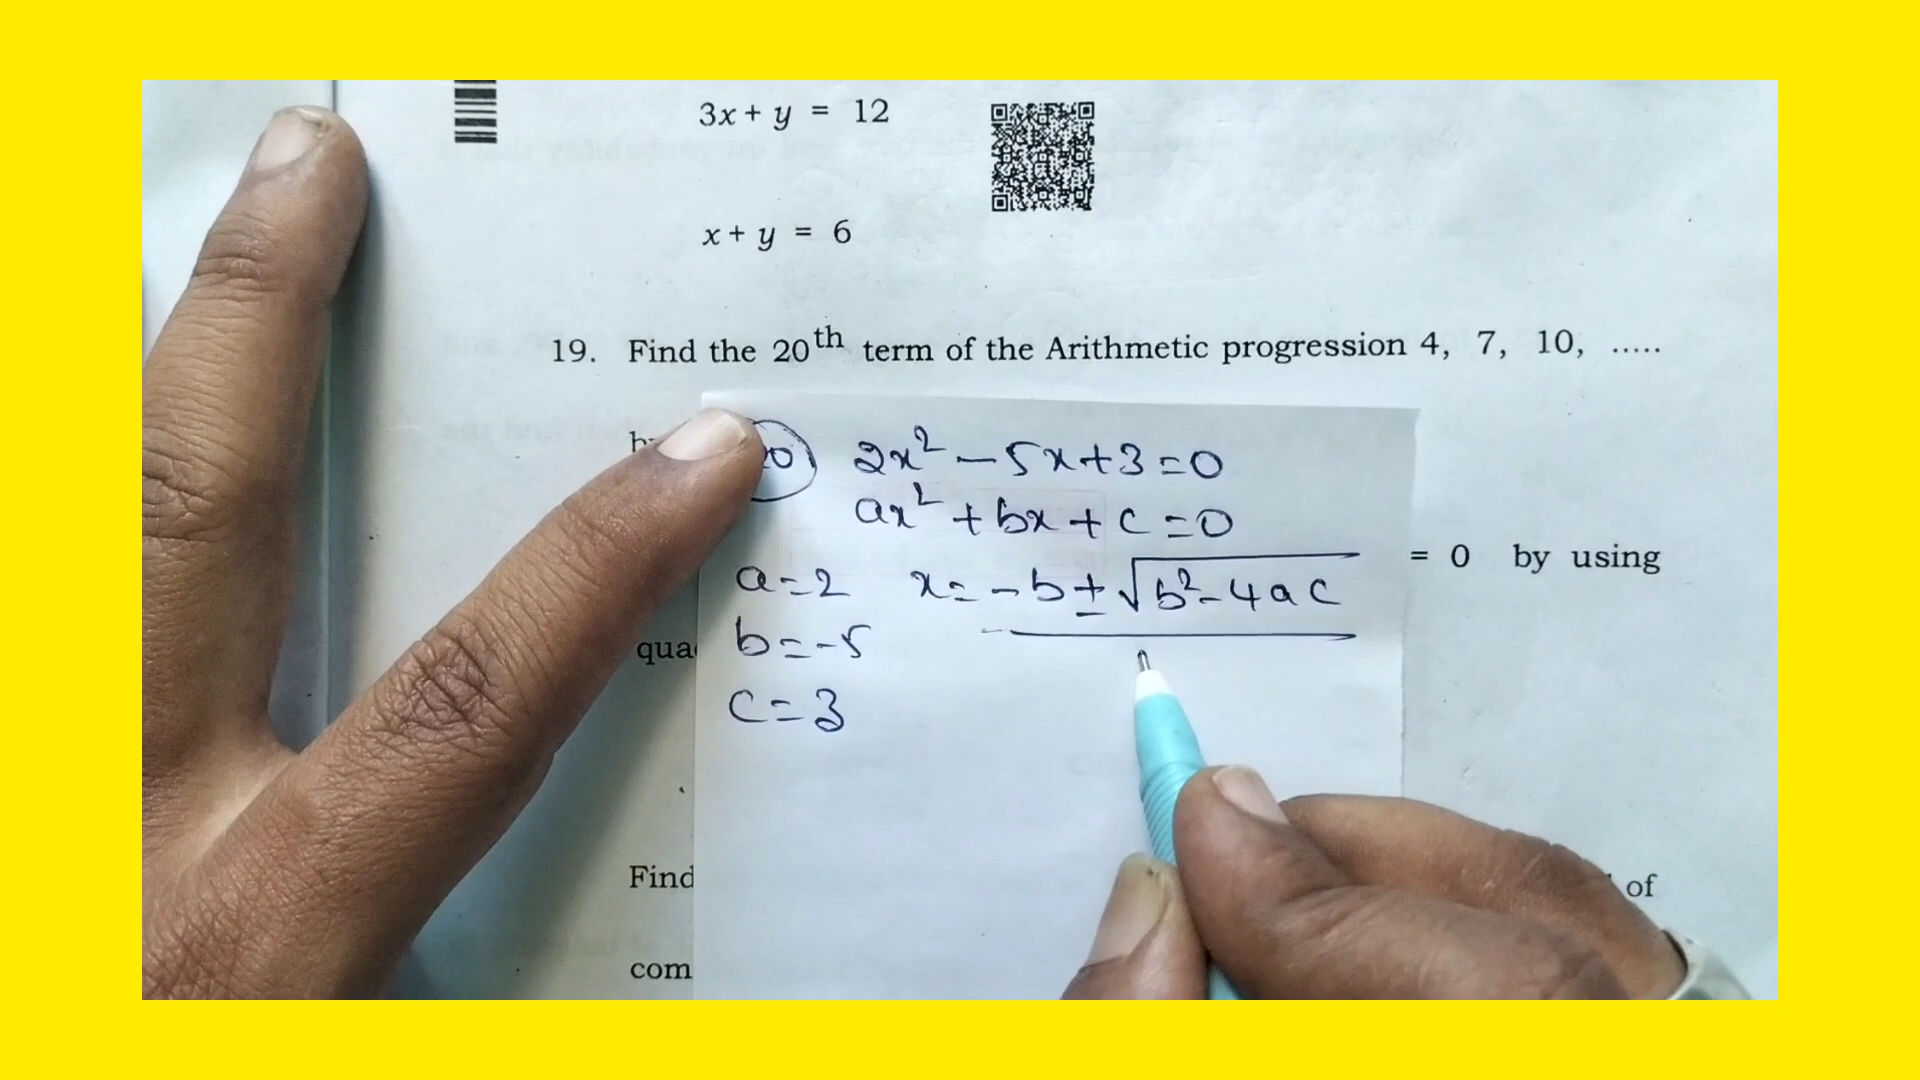 3x + y = 12
x + y = 6
19. Find the 20th term of the Arithmetic progression 4, 7, 10, .....
20 2x² - 5x + 3 = 0
ax² + bx + c = 0
= 0 by using
a = 2 x = -b ± √b² - 4ac
b = -5
c = 3
Find
of
com